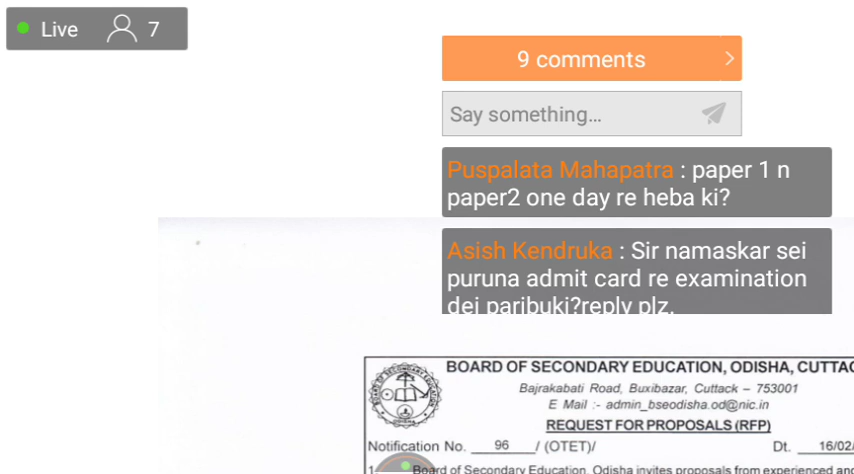 Live 7
9 comments
Say something...
Puspalata Mahapatra : paper 1 n
paper2 one day re heba ki?
Asish Kendruka : Sir namaskar sei
puruna admit card re examination
dei paribuki?reply plz.
BOARD OF SECONDARY EDUCATION, ODISHA, CUTTAC
Bajrakabati Road, Buxibazar, Cuttack – 753001
E Mail :- admin_bseodisha.od@nic.in
REQUEST FOR PROPOSALS (RFP)
Notification No. 96 / (OTET)/ Dt. 16/02/
1- Board of Secondary Education, Odisha invites proposals from experienced and